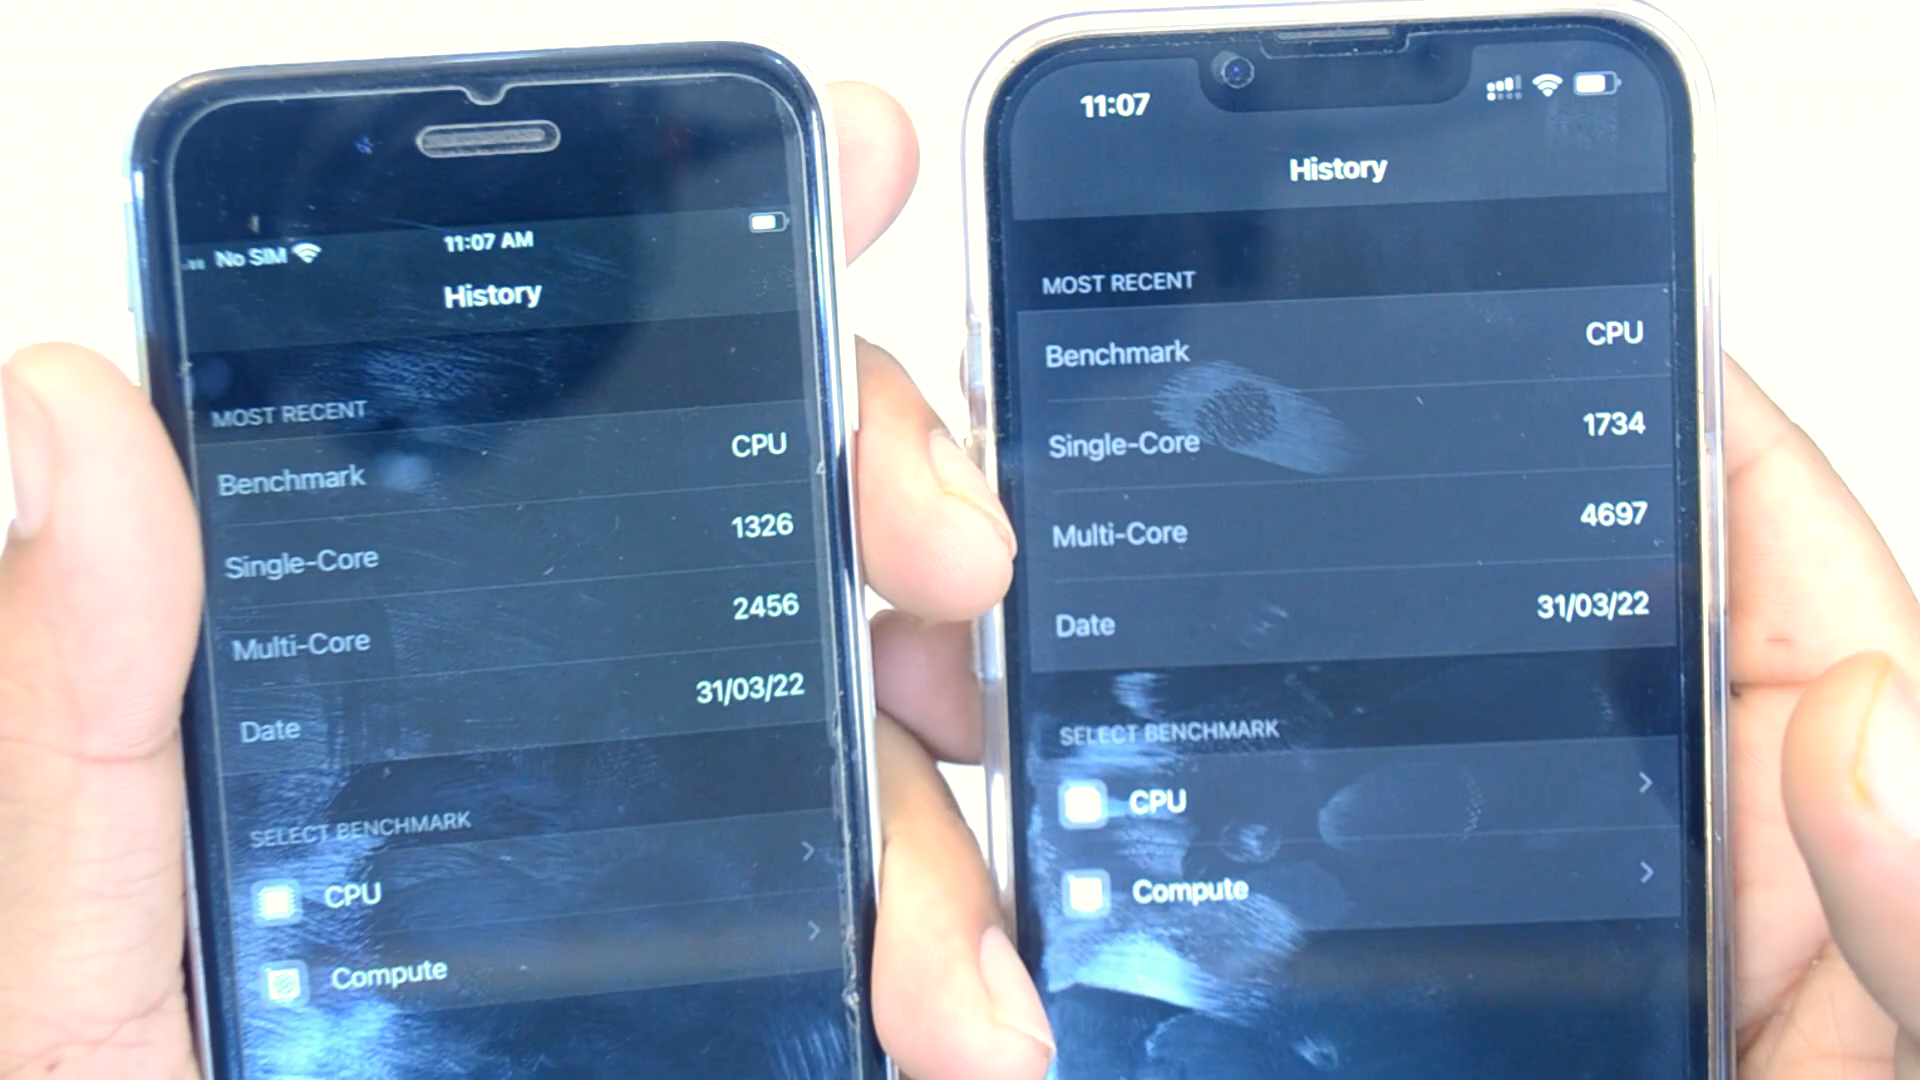 No SIM 11:07 AM
History
MOST RECENT
Benchmark CPU
Single-Core 1326
Multi-Core 2456
Date 31/03/22
SELECT BENCHMARK
CPU
Compute
11:07
History
MOST RECENT
Benchmark CPU
Single-Core 1734
Multi-Core 4697
Date 31/03/22
SELECT BENCHMARK
CPU
Compute